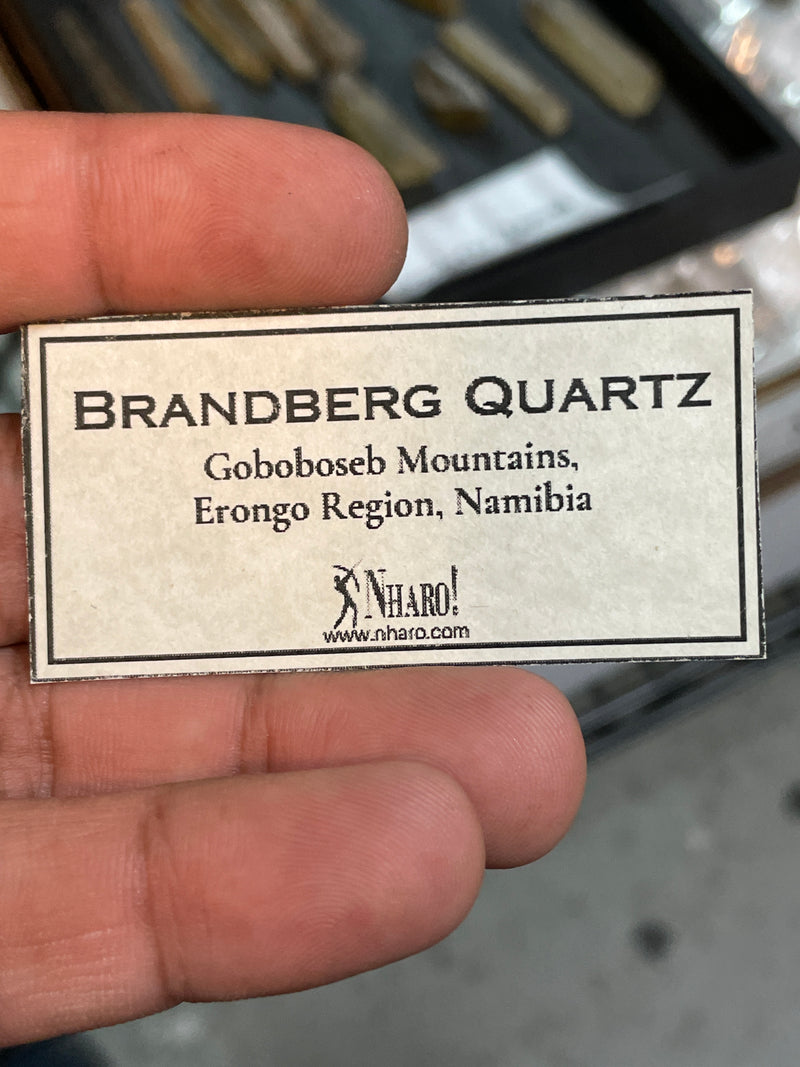 BRANDBERG QUARTZ
Goboboseb Mountains,
Erongo Region, Namibia
NHARO!
www.nharo.com